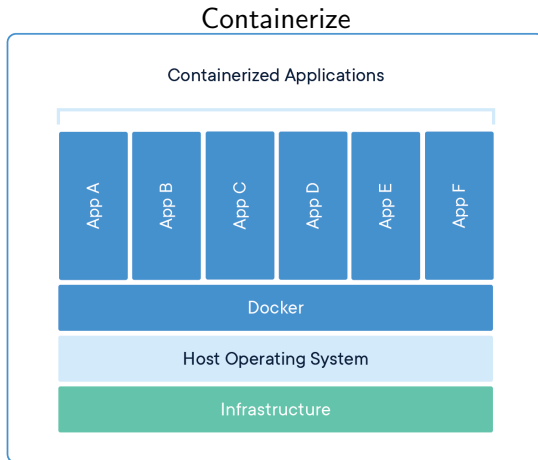 Containerize
Containerized Applications
App A
App B
App C
App D
App E
App F
Docker
Host Operating System
Infrastructure